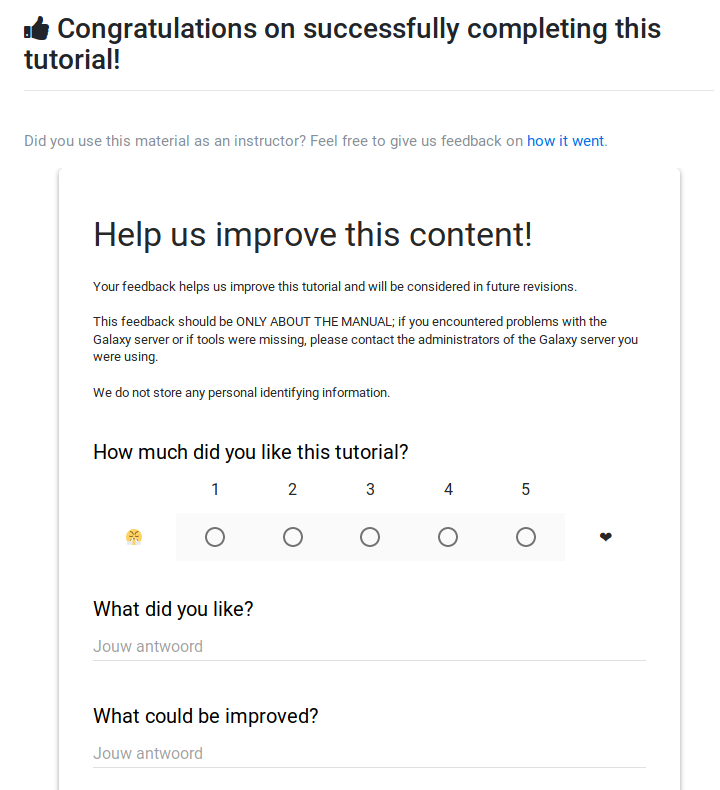 Congratulations on successfully completing this
tutorial!
Did you use this material as an instructor? Feel free to give us feedback on how it went.
Help us improve this content!
Your feedback helps us improve this tutorial and will be considered in future revisions.
This feedback should be ONLY ABOUT THE MANUAL; if you encountered problems with the
Galaxy server or if tools were missing, please contact the administrators of the Galaxy server you
were using.
We do not store any personal identifying information.
How much did you like this tutorial?
1 2 3 4 5
What did you like?
Jouw antwoord
What could be improved?
Jouw antwoord